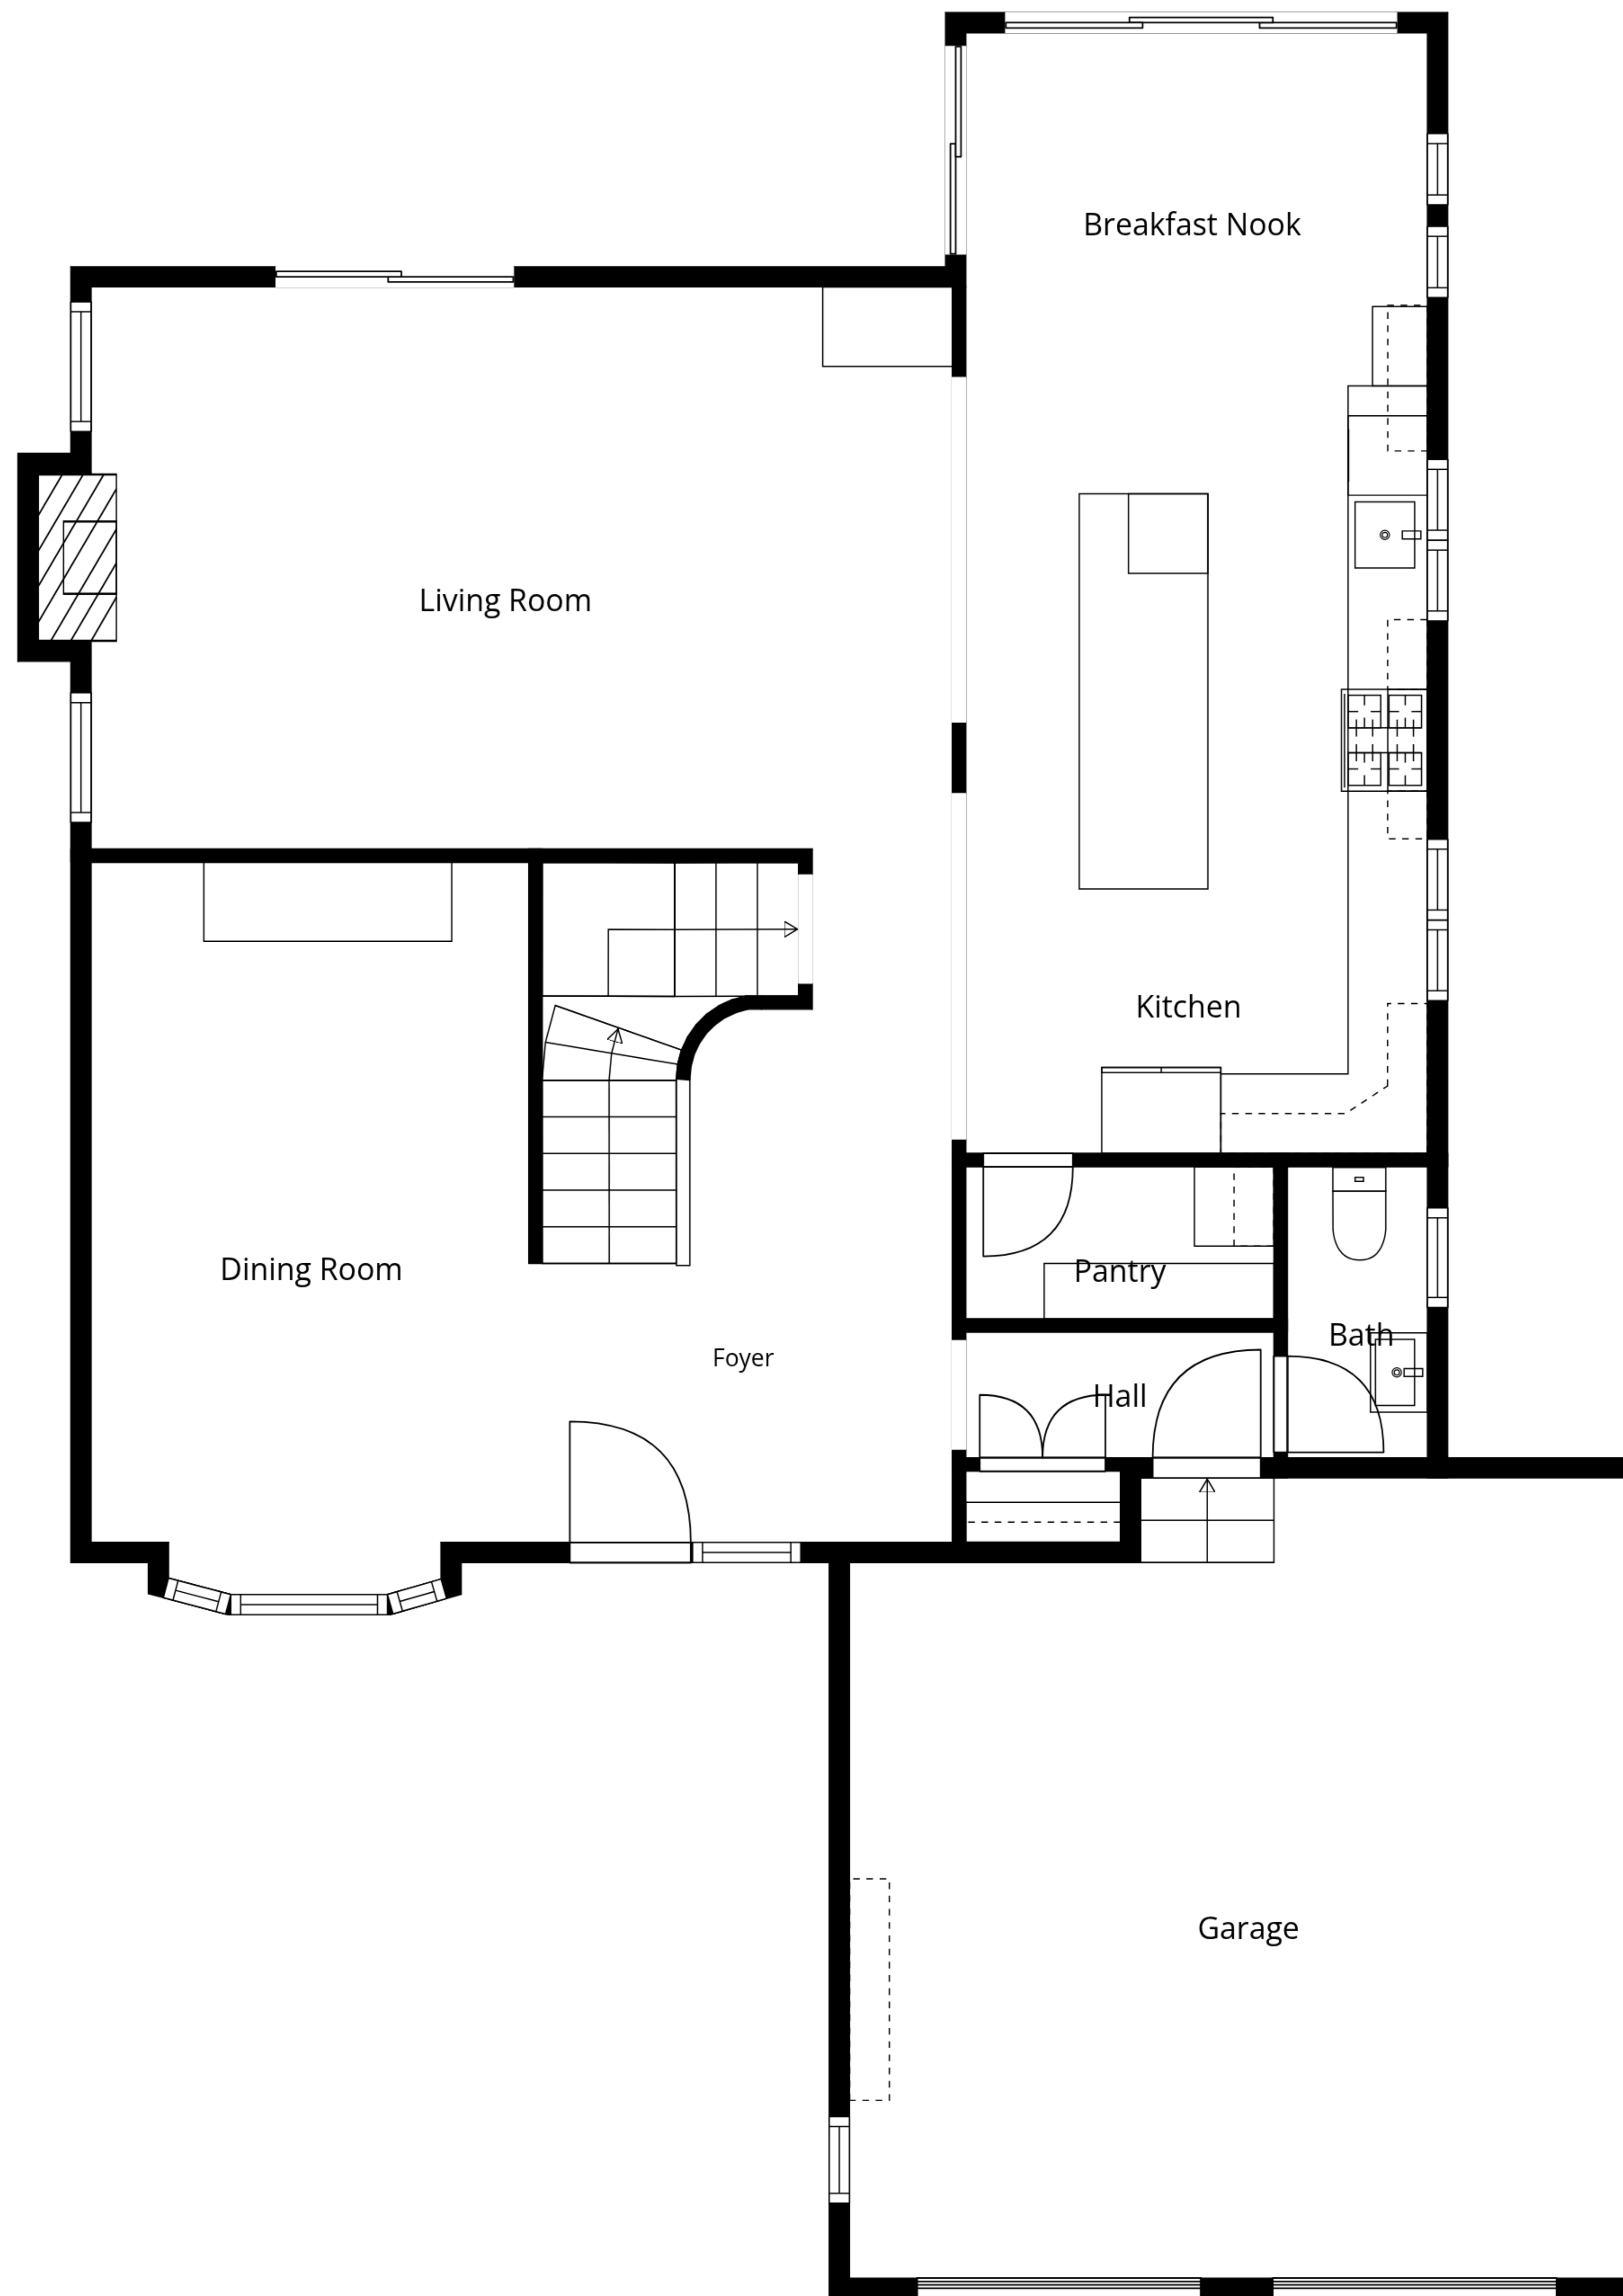 Breakfast Nook
Living Room
Kitchen
Dining Room
Pantry
Bath
Foyer
Hall
Garage